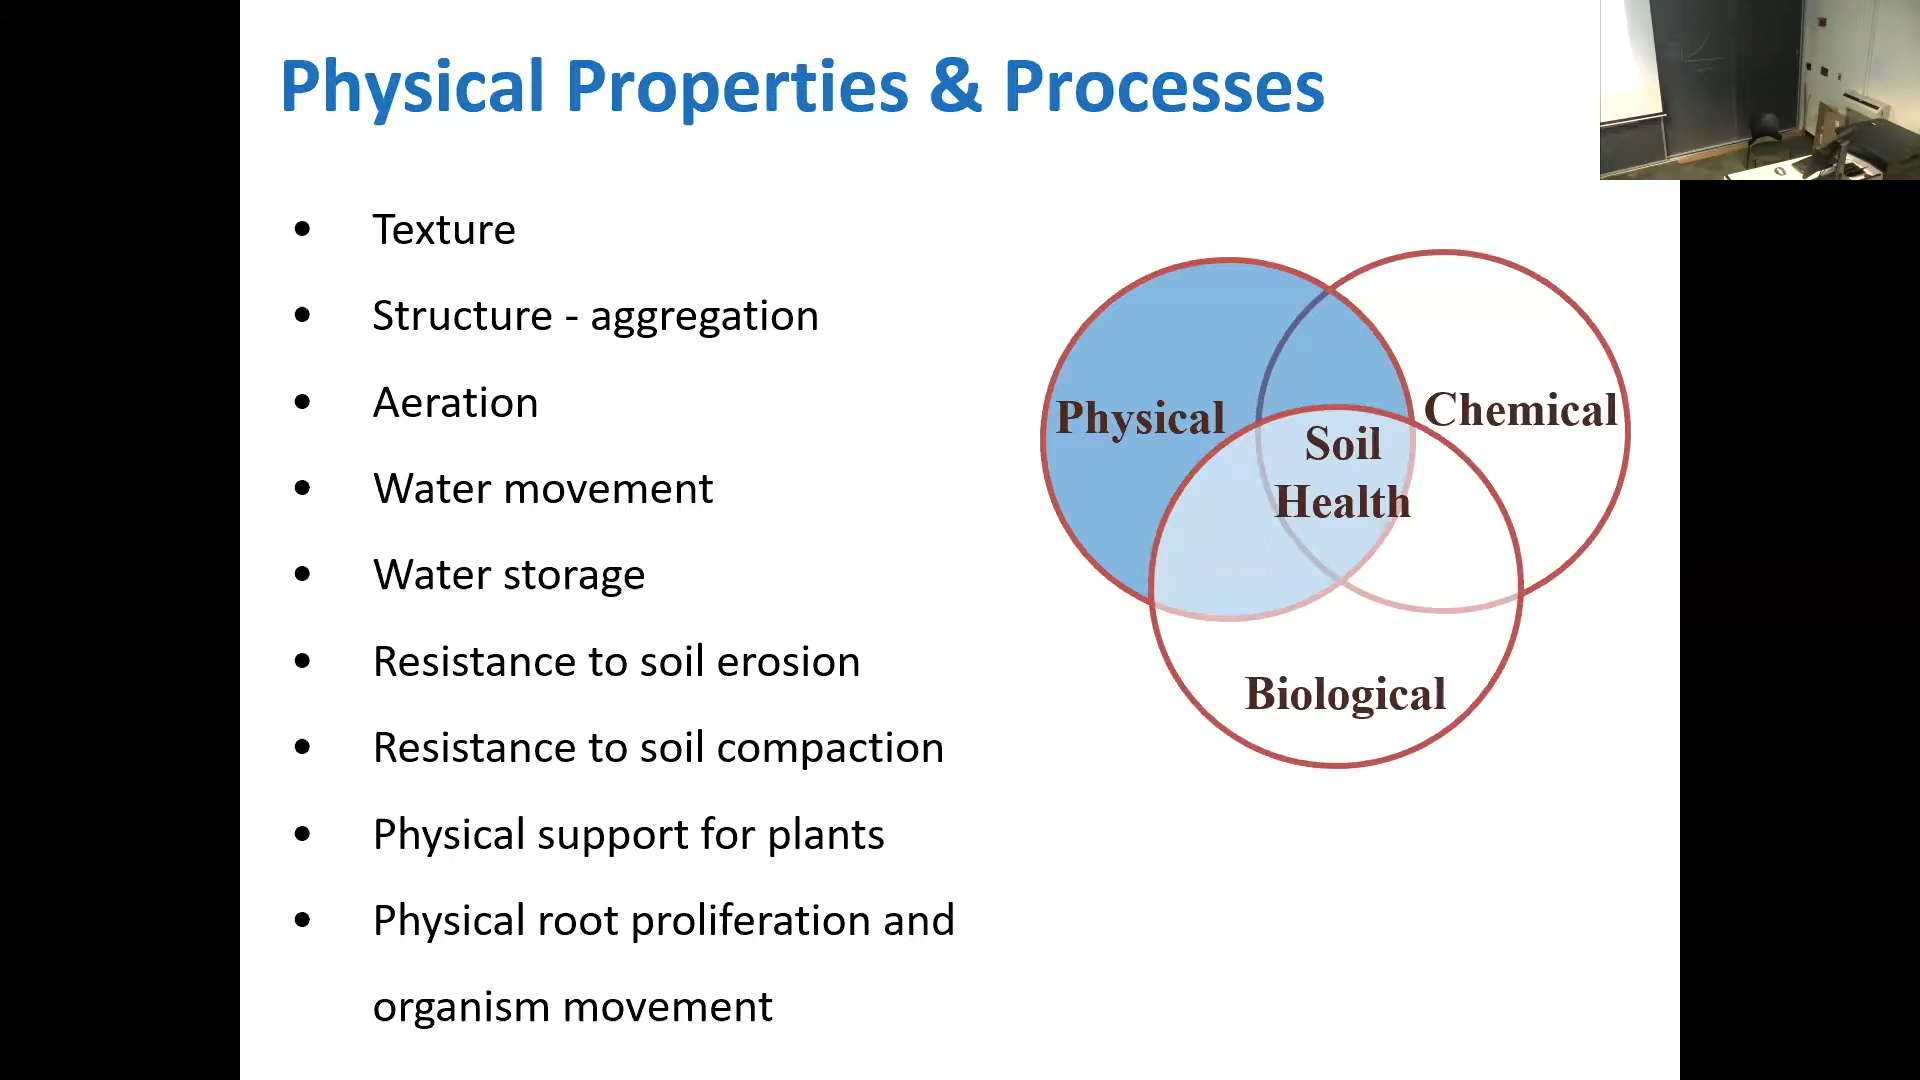 Physical Properties & Processes
• Texture
• Structure - aggregation
• Aeration
• Water movement
• Water storage
• Resistance to soil erosion
• Resistance to soil compaction
• Physical support for plants
• Physical root proliferation and
organism movement
Physical
Chemical
Soil
Health
Biological